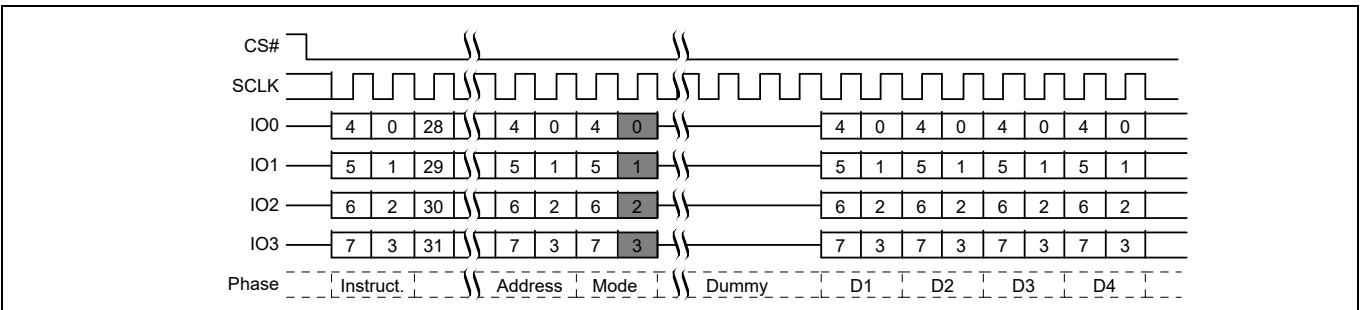 CS#
SCLK
IO0 4 0 28 4 0 4 0 4 0 4 0 4 0 4 0
IO1 5 1 29 5 1 5 1 5 1 5 1 5 1 5 1
IO2 6 2 30 6 2 6 2 6 2 6 2 6 2 6 2
IO3 7 3 31 7 3 7 3 7 3 7 3 7 3 7 3
Phase Instruct. Address Mode Dummy D1 D2 D3 D4